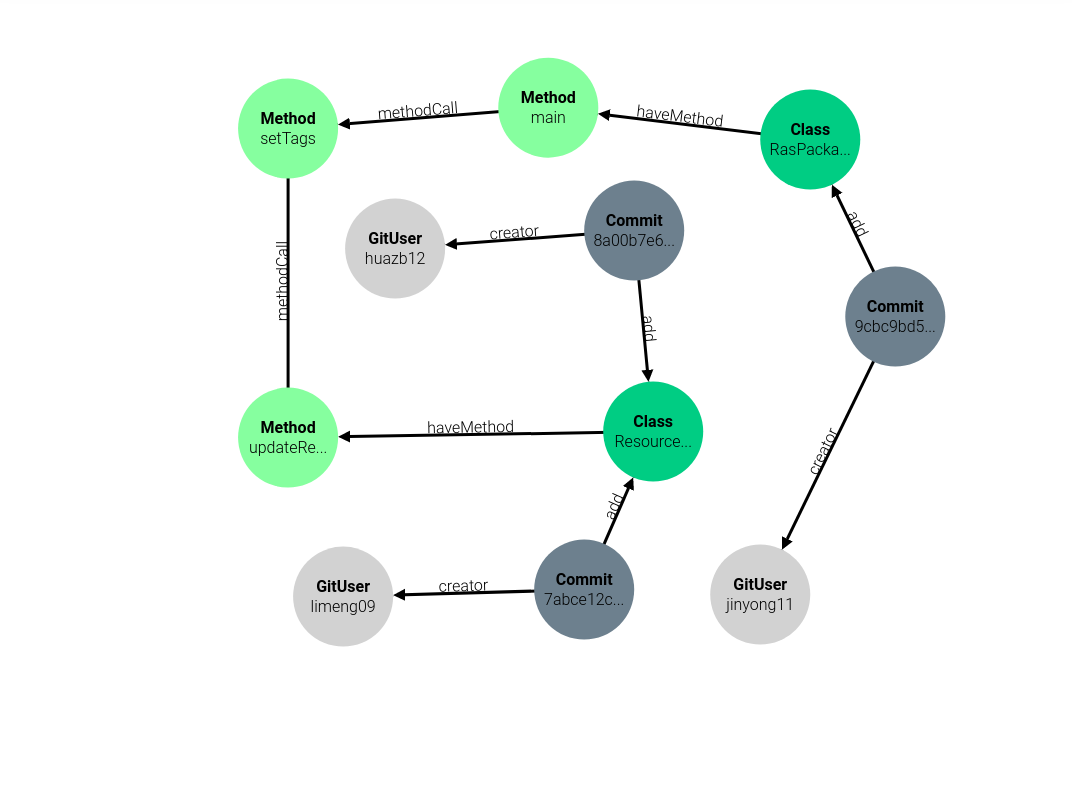 Method
main
Method
setTags
methodCall
haveMethod
Class
RasPacka...
Commit
8a00b7e6...
creator
GitUser
huazb12
add
add
Commit
9cbc9bd5...
methodCall
Class
Resource...
Method
updateRe...
haveMethod
creator
add
Commit
7abce12c...
GitUser
limeng09
creator
GitUser
jinyong11